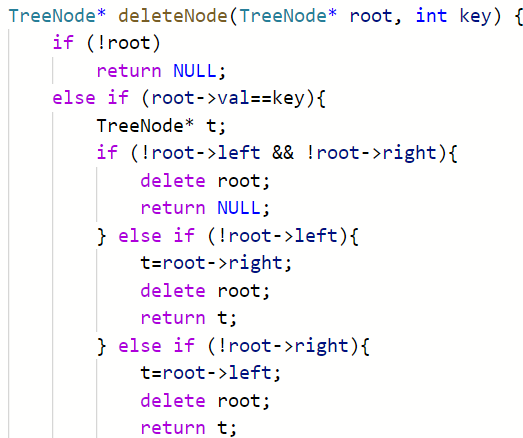 TreeNode* deleteNode(TreeNode* root, int key) {
    if (!root)
        return NULL;
    else if (root->val==key){
        TreeNode* t;
        if (!root->left && !root->right){
            delete root;
            return NULL;
        } else if (!root->left){
            t=root->right;
            delete root;
            return t;
        } else if (!root->right){
            t=root->left;
            delete root;
            return t;